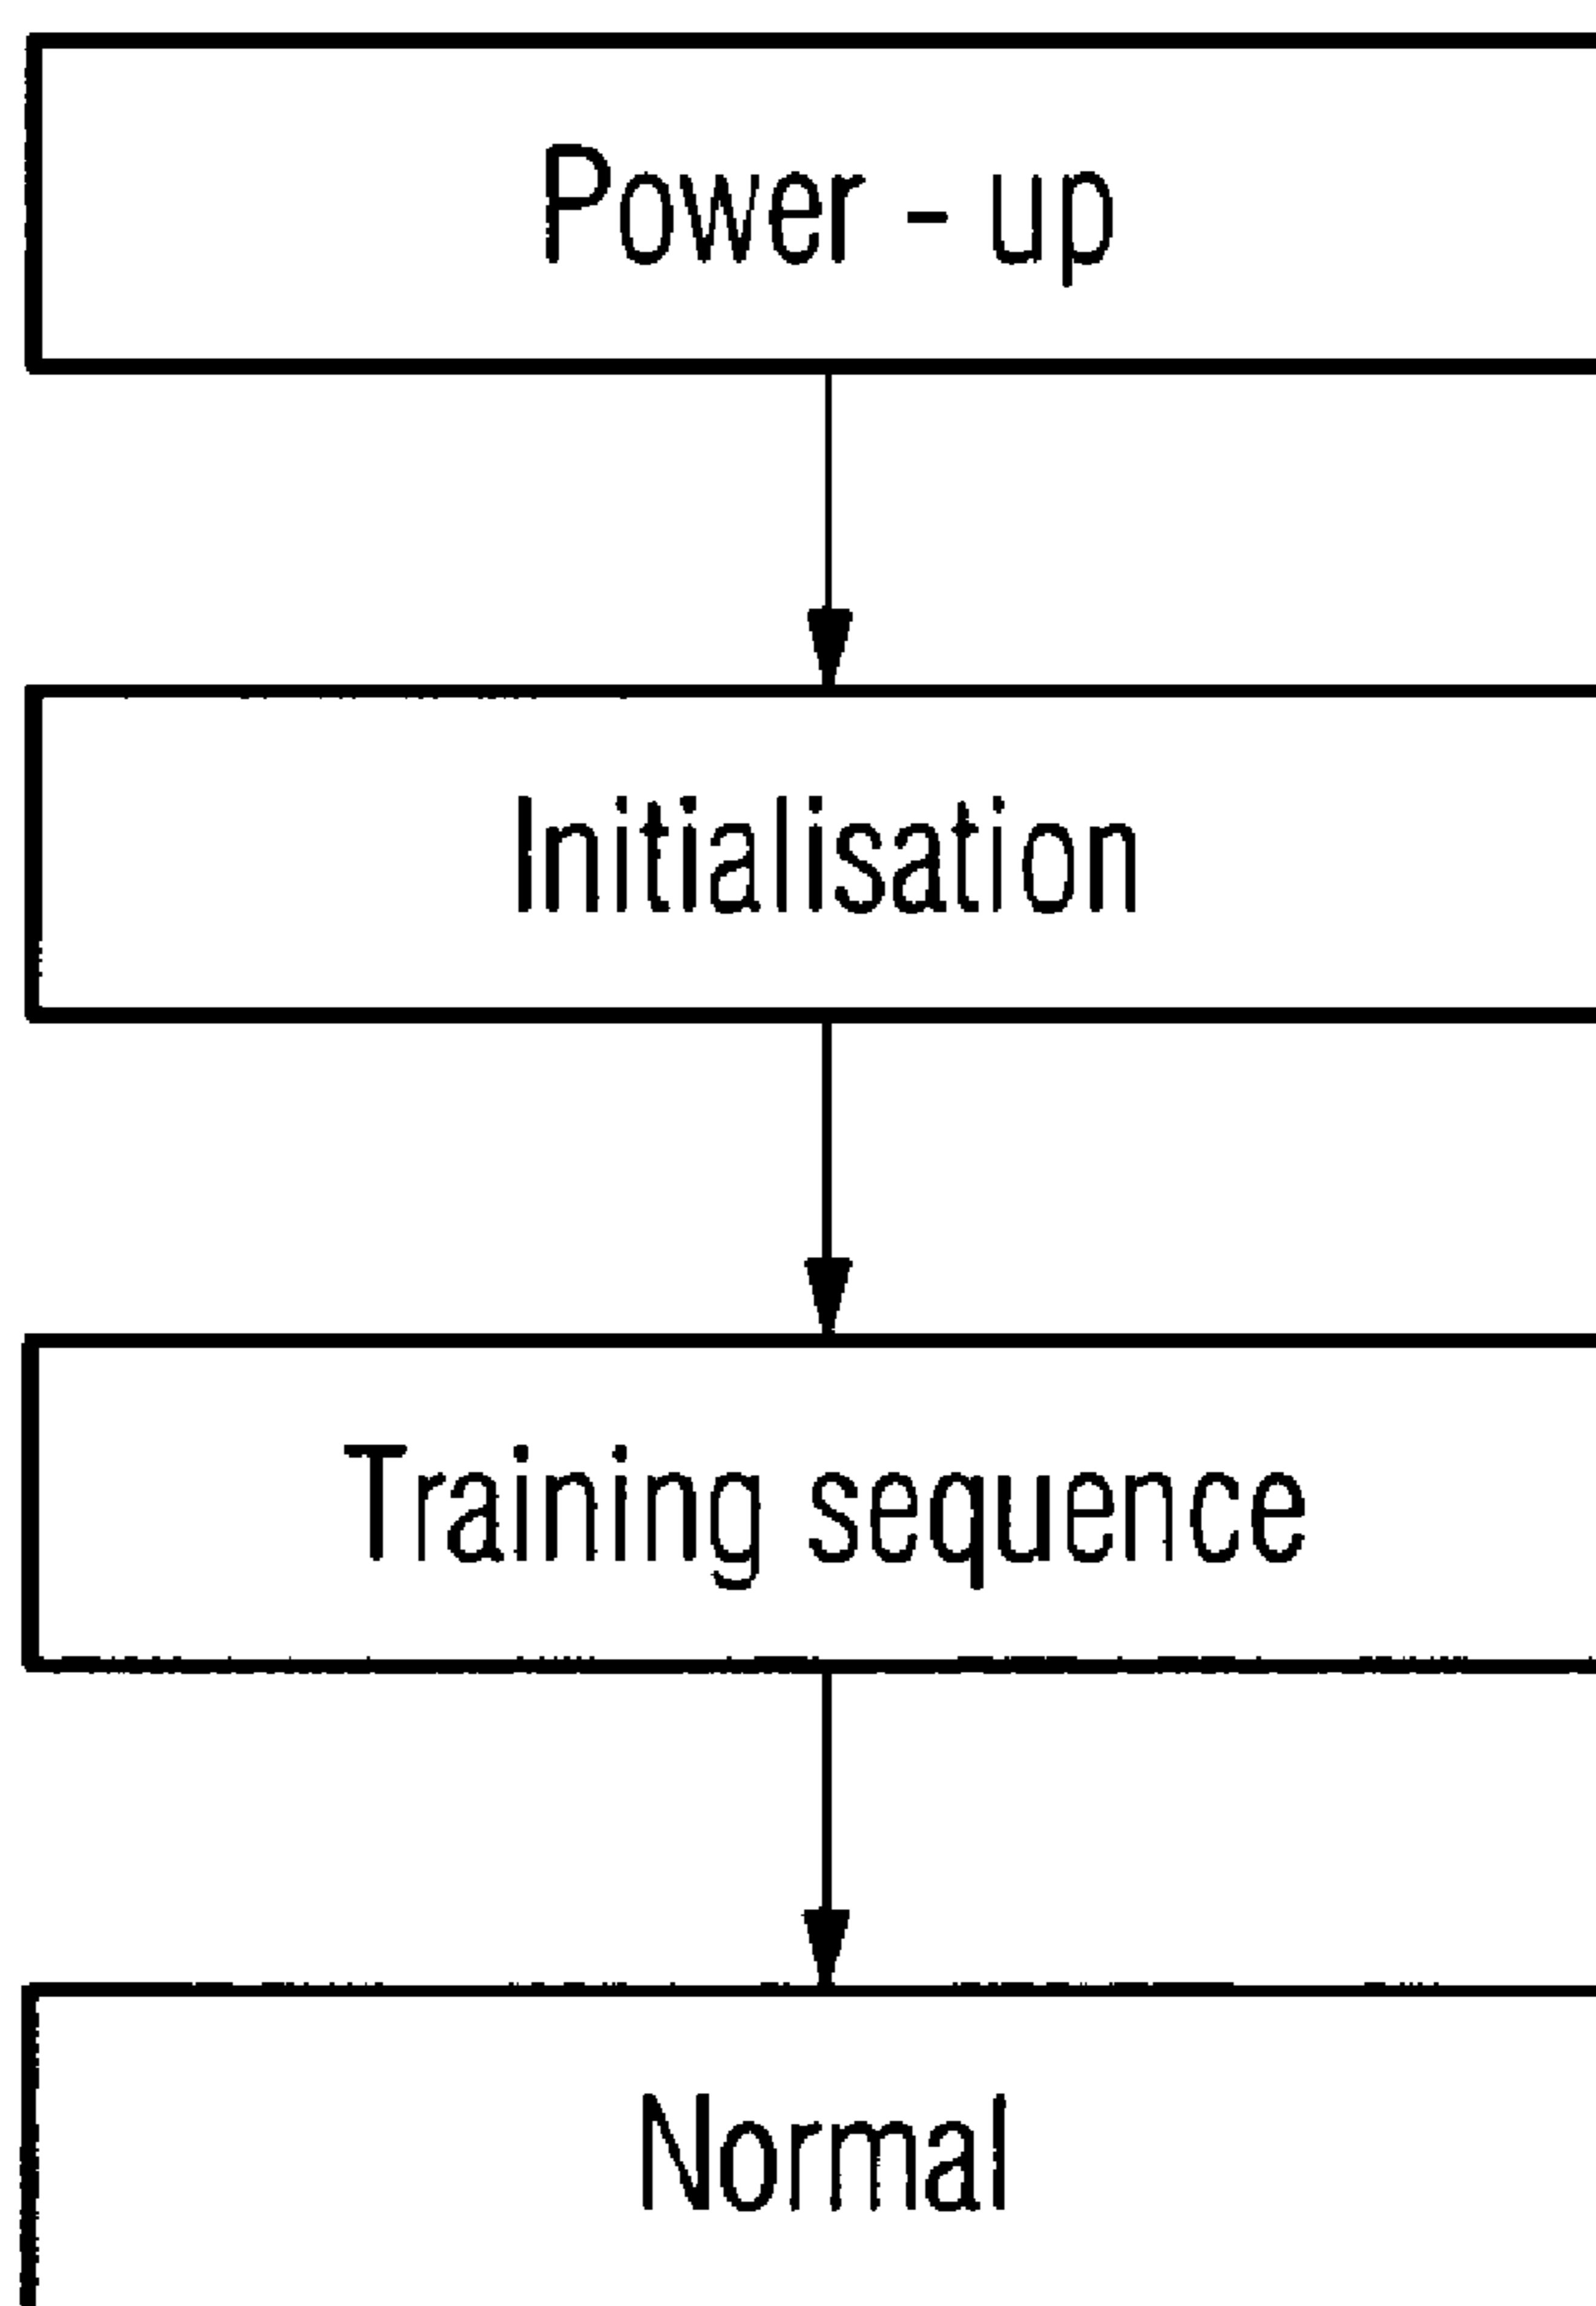 Power - up
Initialisation
Training sequence
Normal